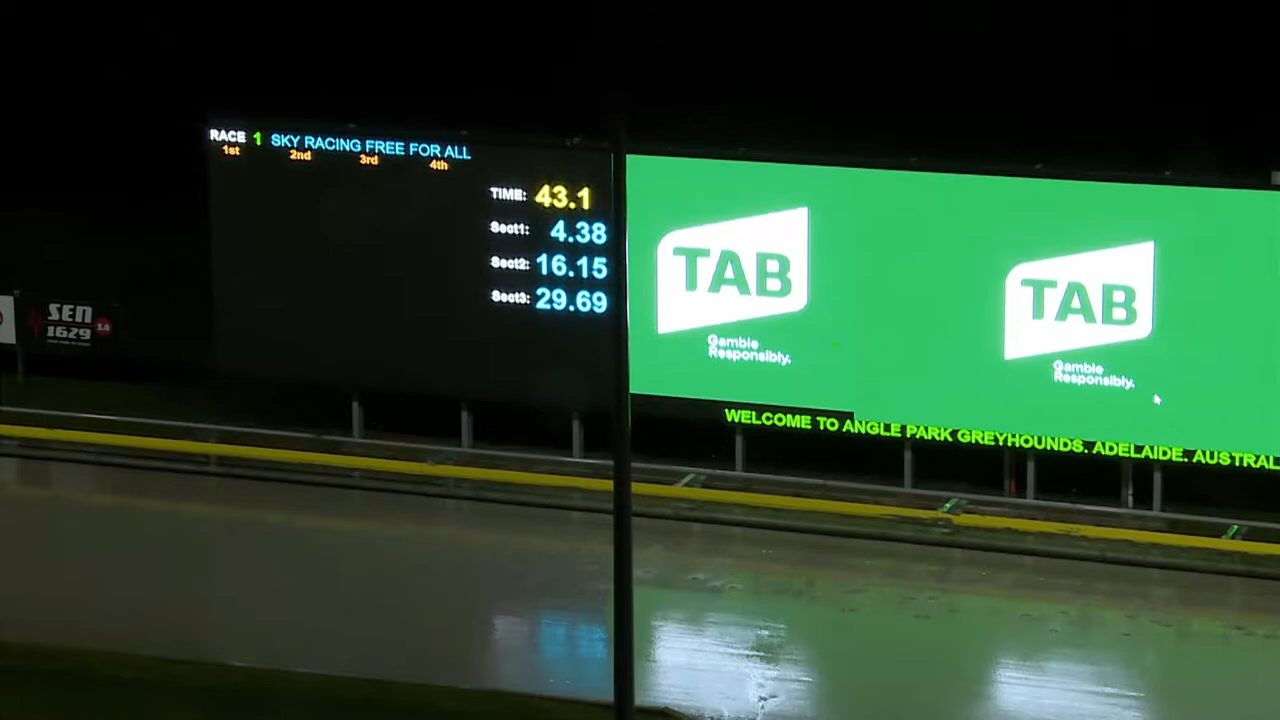 RACE 1 SKY RACING FREE FOR ALL
1st 2nd 3rd 4th
TIME: 43.1
Sect1: 4.38
Sect2: 16.15
Sect3: 29.69
TAB
Gamble
Responsibly.
TAB
Gamble
Responsibly.
WELCOME TO ANGLE PARK GREYHOUNDS. ADELAIDE. AUSTRAL
SEN
1629
SA